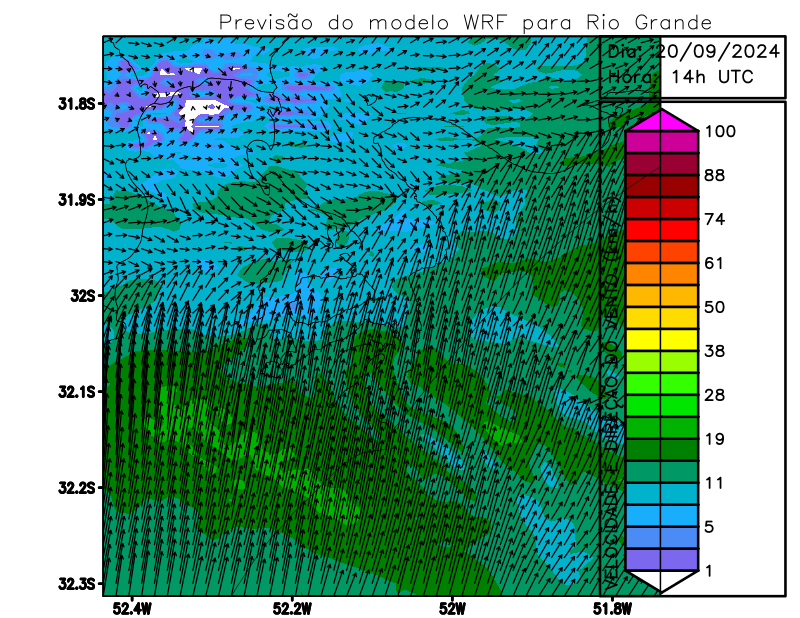 Previsão do modelo WRF para Rio Grande
Dia: 20/09/2024
Hora: 14h UTC
31.8S
31.9S
32S
32.1S
32.2S
32.3S
52.4W
52.2W
52W
51.8W
VELOCIDADE E DIREÇÃO DO VENTO (km/h)
100
88
74
61
50
38
28
19
11
5
1